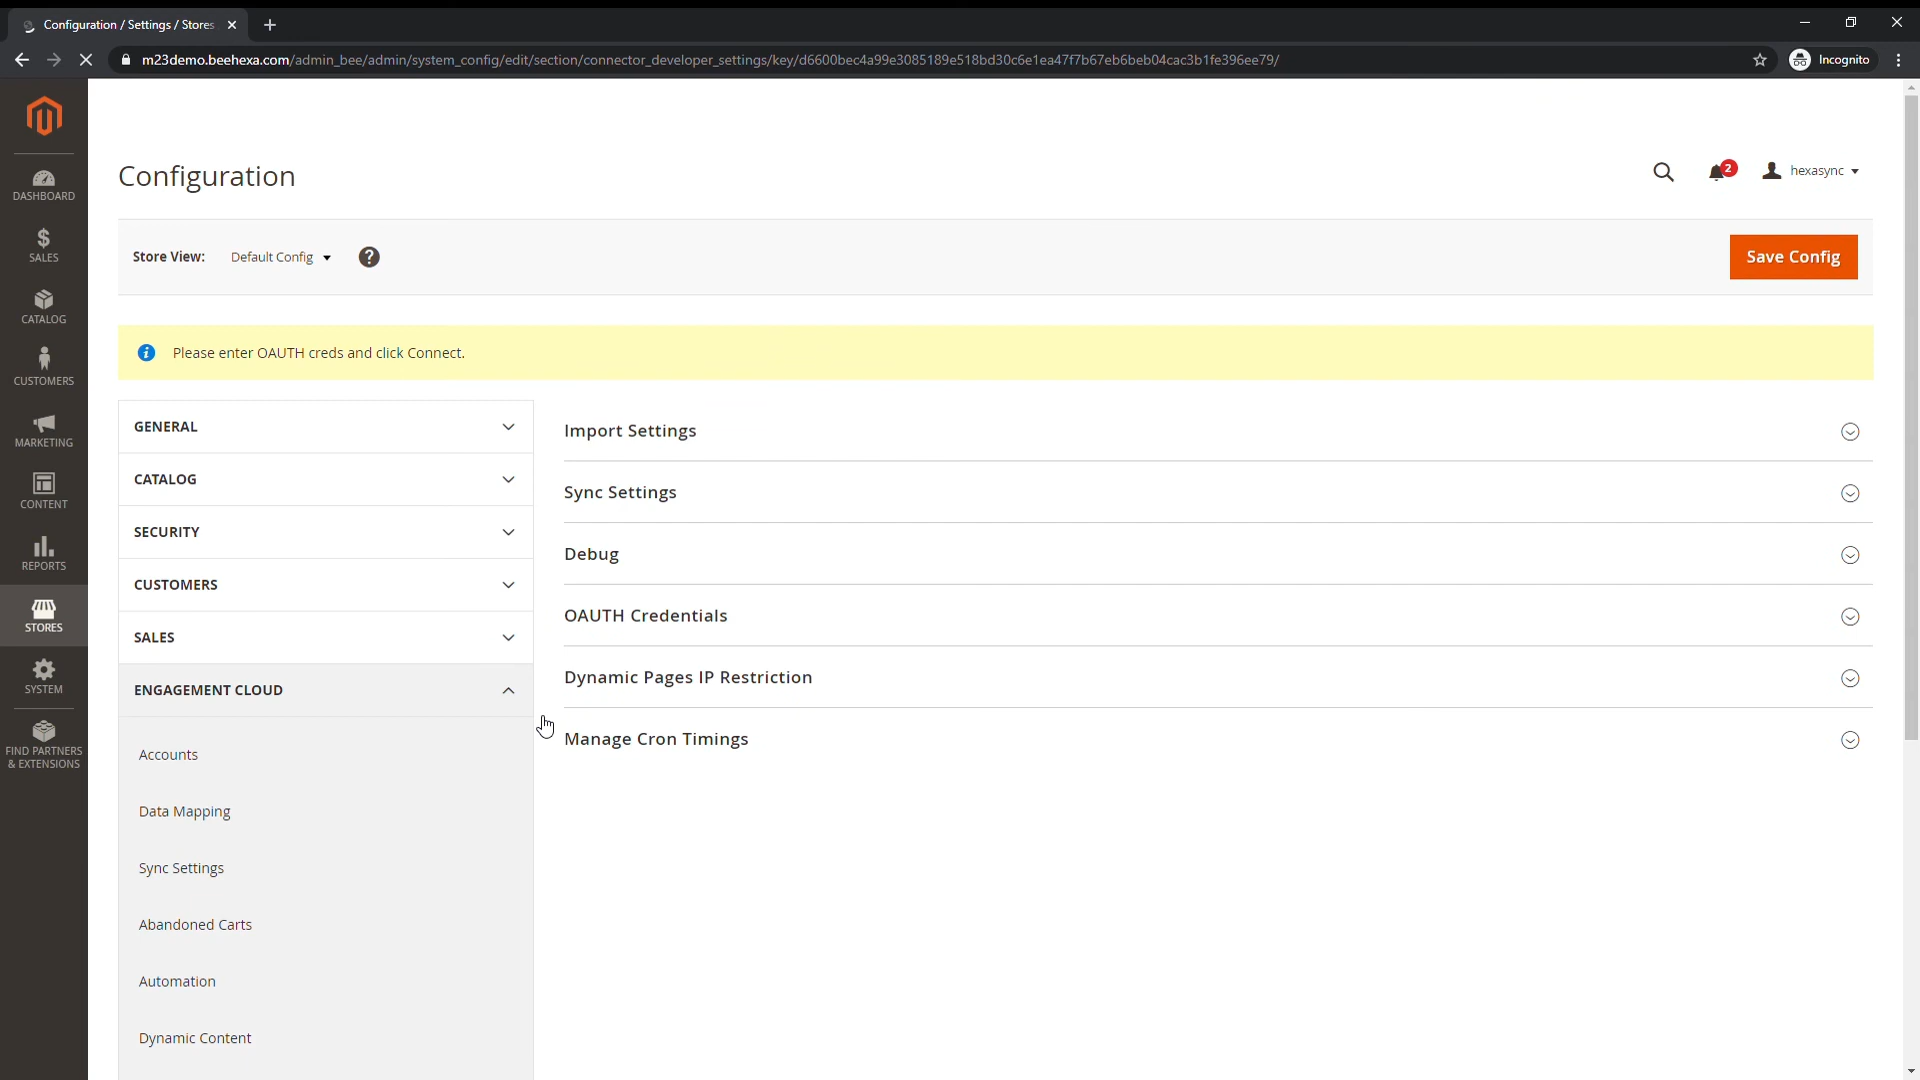 Configuration / Settings / Stores
m23demo.beehexa.com/admin_bee/admin/system_config/edit/section/connector_developer_settings/key/d6600bec4a99e3085189e518bd30c6e1ea47f7b67eb6beb04cac3b1fe396ee79/
Incognito
DASHBOARD
SALES
CATALOG
CUSTOMERS
MARKETING
CONTENT
REPORTS
STORES
SYSTEM
FIND PARTNERS
& EXTENSIONS
Configuration
2
hexasync
Store View:
Default Config
?
Save Config
Please enter OAUTH creds and click Connect.
GENERAL
CATALOG
SECURITY
CUSTOMERS
SALES
ENGAGEMENT CLOUD
Accounts
Data Mapping
Sync Settings
Abandoned Carts
Automation
Dynamic Content
Import Settings
Sync Settings
Debug
OAUTH Credentials
Dynamic Pages IP Restriction
Manage Cron Timings